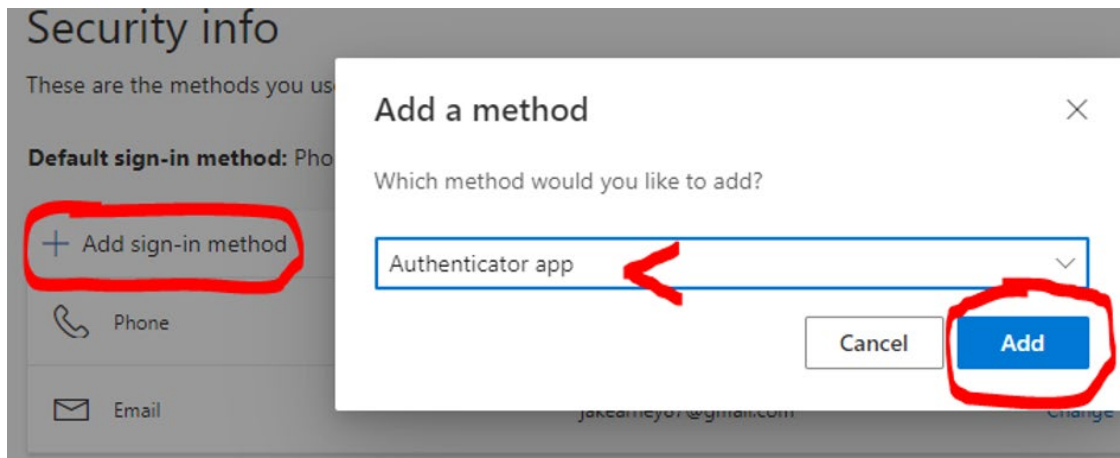 Security info
These are the methods you us
Default sign-in method: Pho
+ Add sign-in method
Phone
Email
Change
Add a method
Which method would you like to add?
Authenticator app
Cancel
Add